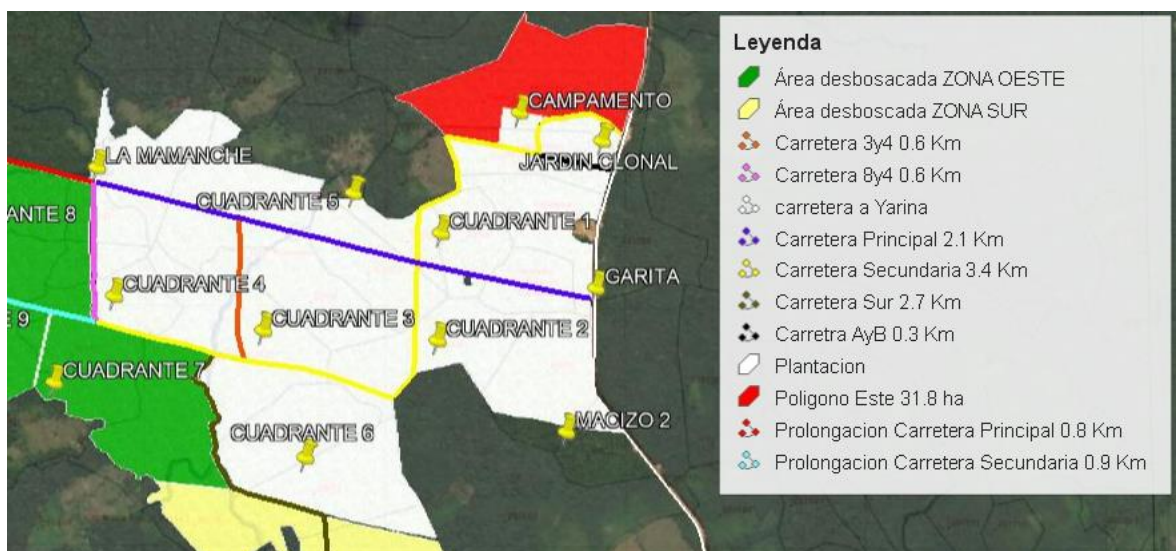 Leyenda
Área desbosacada ZONA OESTE
Área desboscada ZONA SUR
Carretera 3y4 0.6 Km
Carretera 8y4 0.6 Km
carretera a Yarina
Carretera Principal 2.1 Km
Carretera Secundaria 3.4 Km
Carretera Sur 2.7 Km
Carretra AyB 0.3 Km
Plantacion
Poligono Este 31.8 ha
Prolongacion Carretera Principal 0.8 Km
Prolongacion Carretera Secundaria 0.9 Km
CAMPAMENTO
LA MAMANCHE
JARDIN CLONAL
CUADRANTE 5
ANTE 8
CUADRANTE 1
GARITA
CUADRANTE 4
E 9
CUADRANTE 3
CUADRANTE 2
CUADRANTE 7
MACIZO 2
CUADRANTE 6